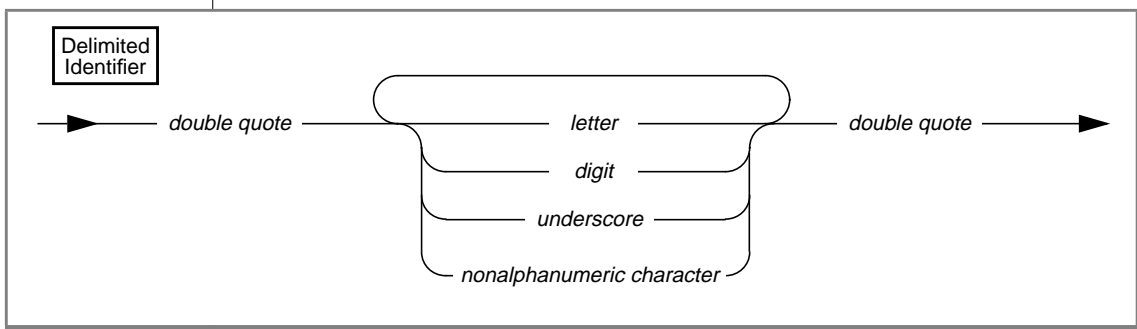 Delimited
Identifier
double quote letter double quote
digit
underscore
nonalphanumeric character